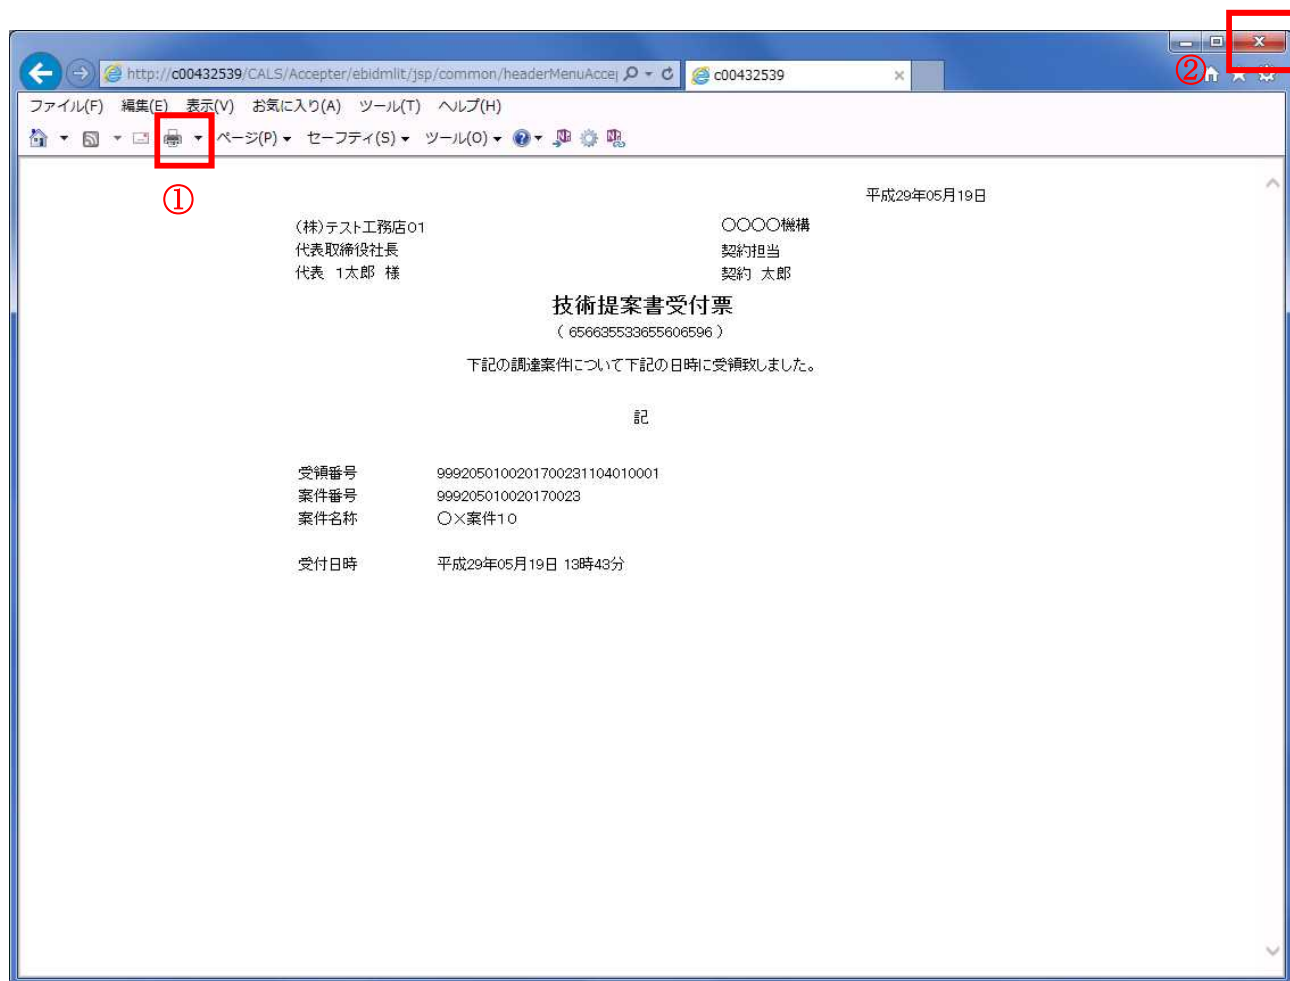 http://c00432539/CALS/Accepter/ebidmlit/jsp/common/headerMenuAccep
c00432539
②
ファイル(F) 編集(E) 表示(V) お気に入り(A) ツール(T) ヘルプ(H)
ページ(P) セーフティ(S) ツール(O)
①
平成29年05月19日
(株)テスト工務店01
〇〇〇〇機構
代表取締役社長
契約担当
代表 1太郎 様
契約 太郎
技術提案書受付票
( 656635533655606596 )
下記の調達案件について下記の日時に受領致しました。
記
受領番号 9992050100201700231104010001
案件番号 999205010020170023
案件名称 〇×案件10
受付日時 平成29年05月19日 13時43分